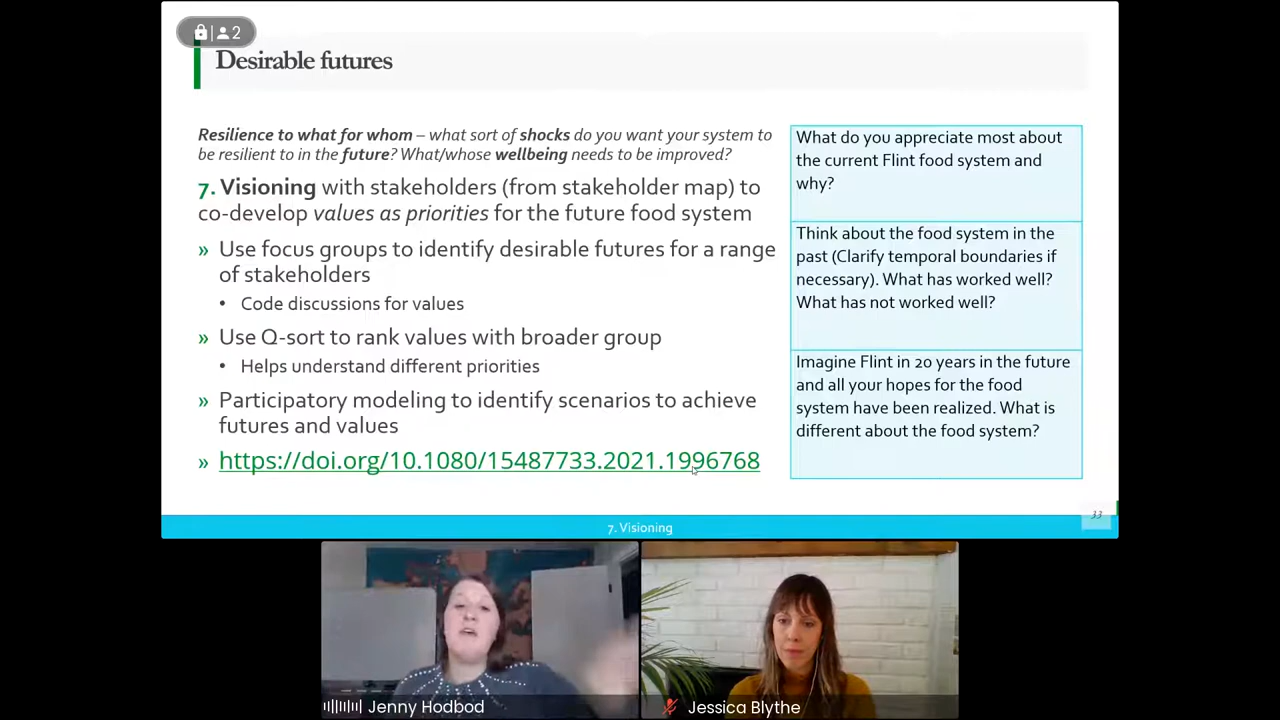 2
Desirable futures
Resilience to what for whom – what sort of shocks do you want your system to
be resilient to in the future? What/whose wellbeing needs to be improved?
7. Visioning with stakeholders (from stakeholder map) to
co-develop values as priorities for the future food system
» Use focus groups to identify desirable futures for a range
of stakeholders
• Code discussions for values
» Use Q-sort to rank values with broader group
• Helps understand different priorities
» Participatory modeling to identify scenarios to achieve
futures and values
» https://doi.org/10.1080/15487733.2021.1996768
What do you appreciate most about
the current Flint food system and
why?
Think about the food system in the
past (Clarify temporal boundaries if
necessary). What has worked well?
What has not worked well?
Imagine Flint in 20 years in the future
and all your hopes for the food
system have been realized. What is
different about the food system?
33
7. Visioning
Jenny Hodbod
Jessica Blythe